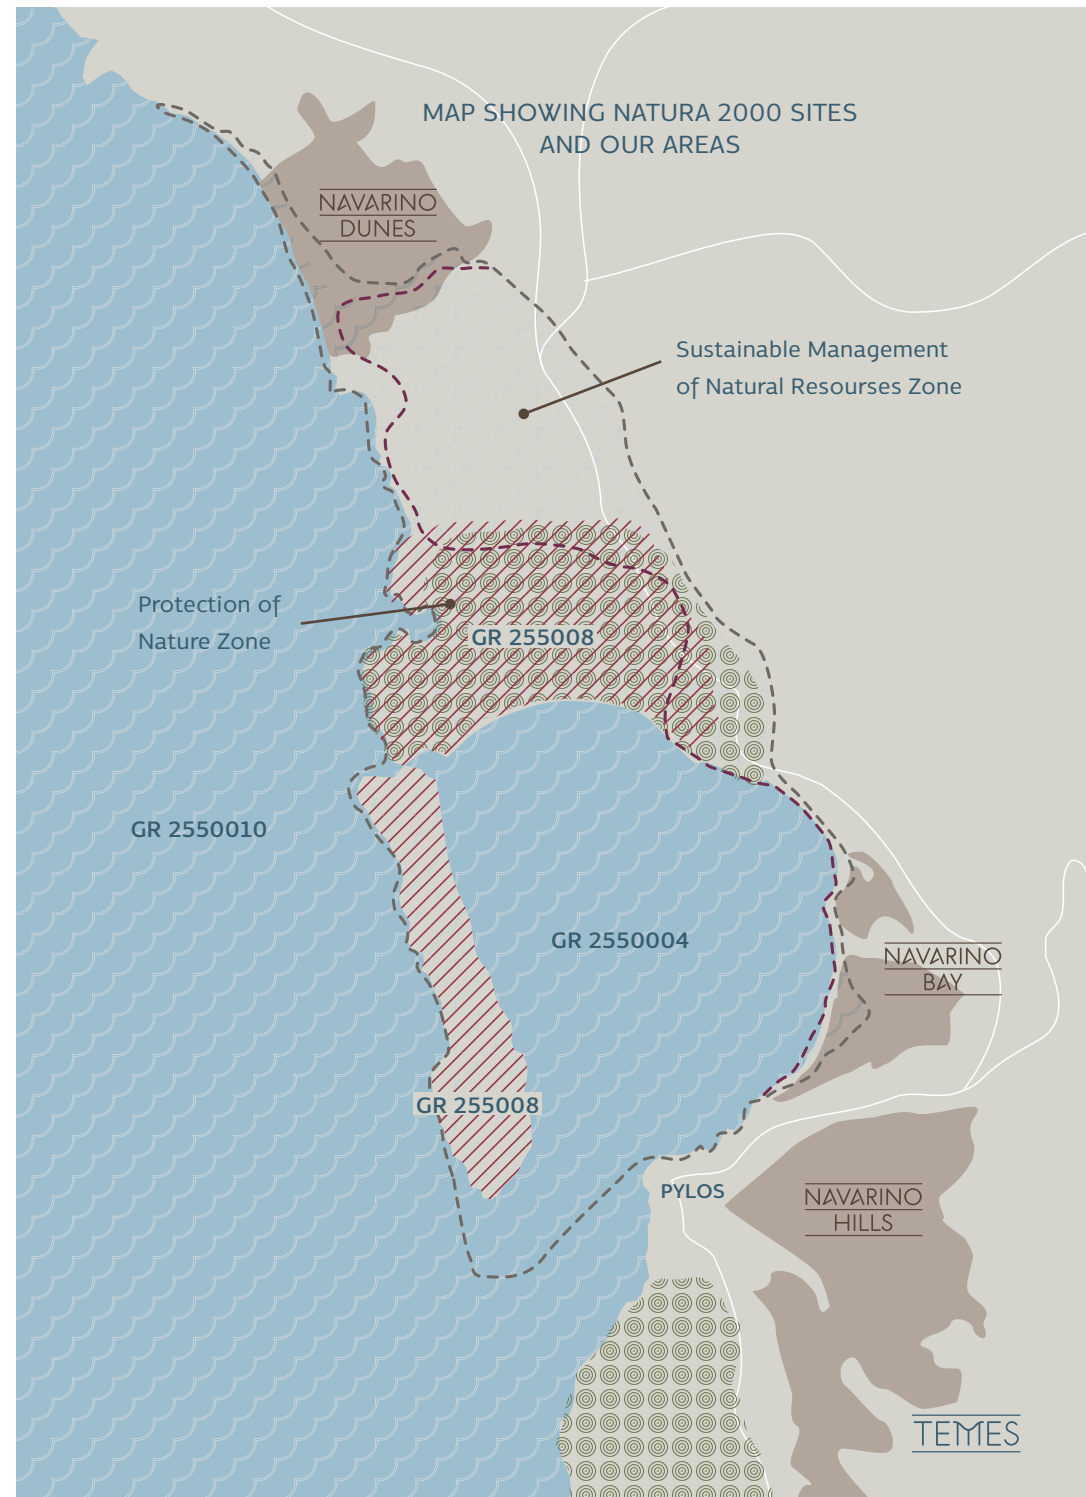 MAP SHOWING NATURA 2000 SITES
AND OUR AREAS
NAVARINO
DUNES
Sustainable Management
of Natural Resourses Zone
Protection of
Nature Zone
GR 255008
GR 2550010
GR 2550004
NAVARINO
BAY
GR 255008
PYLOS
NAVARINO
HILLS
TEMES